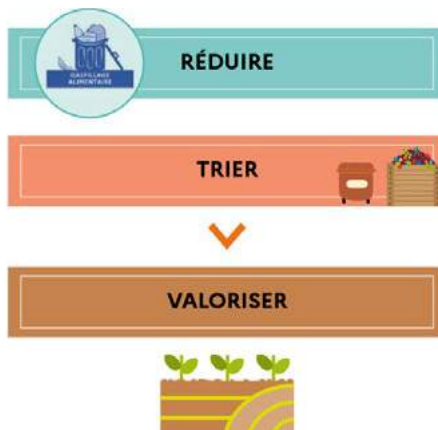 GASPILLAGE
ALIMENTAIRE
RÉDUIRE
TRIER
VALORISER